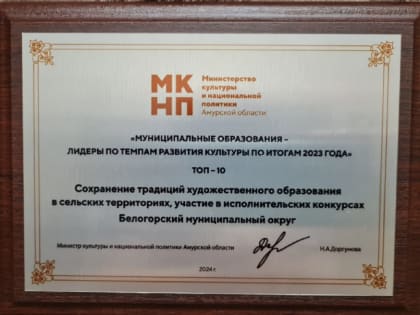 МК
НП
Министерство
культуры
и национальной
политики
Амурской области
«МУНИЦИПАЛЬНЫЕ ОБРАЗОВАНИЯ –
ЛИДЕРЫ ПО ТЕМПАМ РАЗВИТИЯ КУЛЬТУРЫ ПО ИТОГАМ 2023 ГОДА»
ТОП – 10
Сохранение традиций художественного образования
в сельских территориях, участие в исполнительских конкурсах
Белогорский муниципальный округ
Министр культуры и национальной политики Амурской области
Н.А.Доргунова
2024 г.